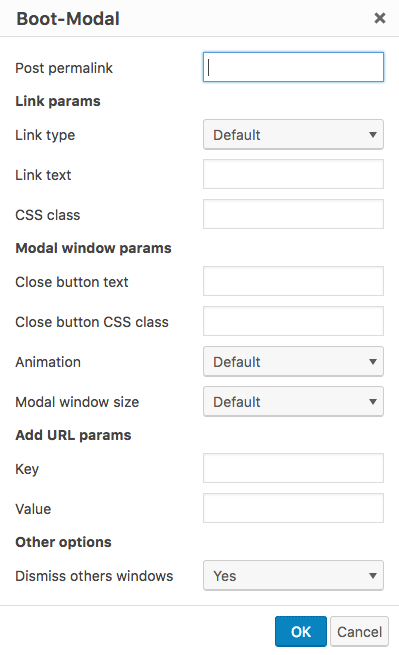 Boot-Modal
Post permalink
Link params
Link type Default
Link text
CSS class
Modal window params
Close button text
Close button CSS class
Animation Default
Modal window size Default
Add URL params
Key
Value
Other options
Dismiss others windows Yes
OK Cancel